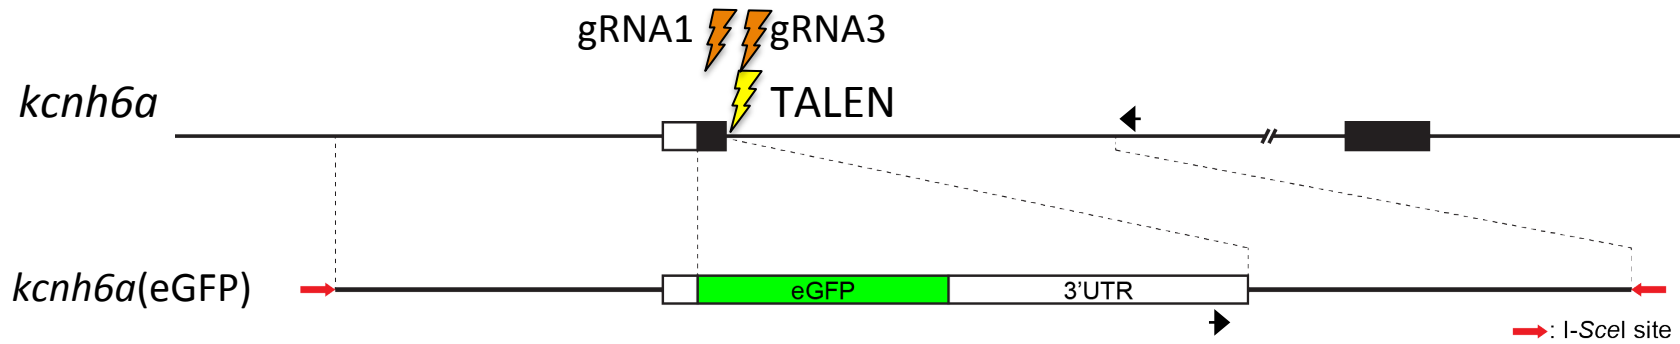 gRNA1 gRNA3
kcnh6a TALEN
kcnh6a(eGFP) eGFP 3'UTR
: I-SceI site